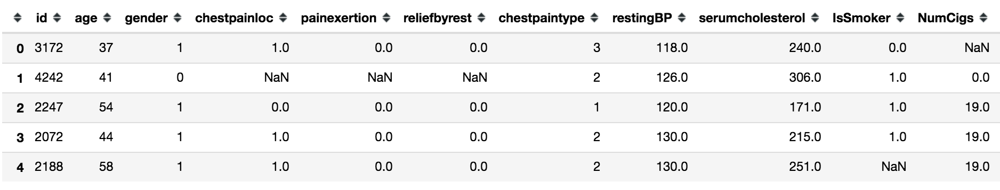 id age gender chestpainloc painexertion reliefbyrest chestpaintype restingBP serumcholesterol IsSmoker NumCigs
0 3172 37 1 1.0 0.0 0.0 3 118.0 240.0 0.0 NaN
1 4242 41 0 NaN NaN NaN 2 126.0 306.0 1.0 0.0
2 2247 54 1 0.0 0.0 0.0 1 120.0 171.0 1.0 19.0
3 2072 44 1 1.0 0.0 0.0 2 130.0 215.0 1.0 19.0
4 2188 58 1 1.0 0.0 0.0 2 130.0 251.0 NaN 19.0